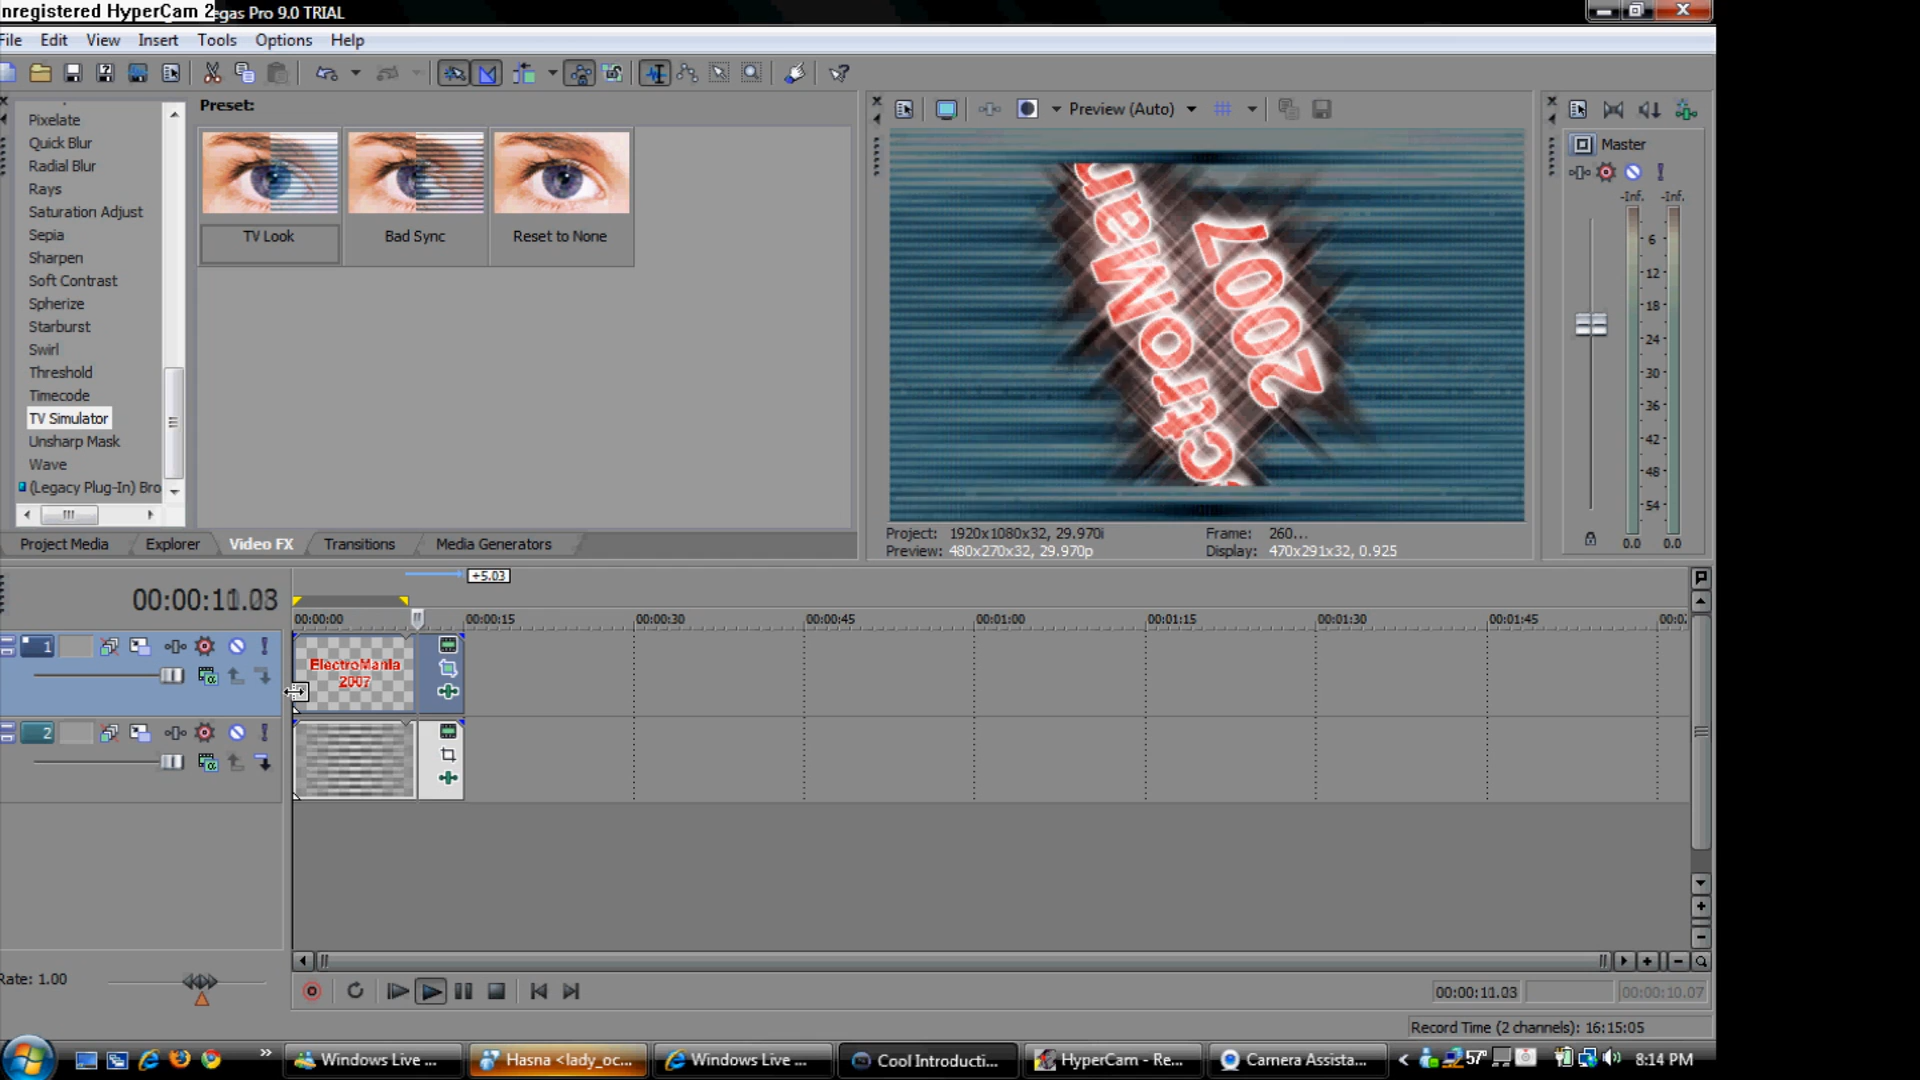 nregistered HyperCam 2
egas Pro 9.0 TRIAL
File Edit View Insert Tools Options Help
Pixelate
Quick Blur
Radial Blur
Rays
Saturation Adjust
Sepia
Sharpen
Soft Contrast
Spherize
Starburst
Swirl
Threshold
Timecode
TV Simulator
Unsharp Mask
Wave
(Legacy Plug-In) Bro
Preset:
TV Look Bad Sync Reset to None
Preview (Auto)
2007
Project: 1920x1080x32, 29.970i Frame: 260...
Preview: 480x270x32, 29.970p Display: 470x291x32, 0.925
Master
-Inf. -Inf.
6
-12
-18
-24
-30
-36
-42
-48
-54
0.0 0.0
Project Media Explorer Video FX Transitions Media Generators
+5.03
00:00:11.03
00:00:00 00:00:15 00:00:30 00:00:45 00:01:00 00:01:15 00:01:30 00:01:45 00:0
1
ElectroMania
2007
2
Rate: 1.00
00:00:11.03 00:00:10.07
Record Time (2 channels): 16:15:05
Windows Live ... Hasna <lady_oc... Windows Live ... Cool Introducti... HyperCam - Re... Camera Assista... 57° 8:14 PM